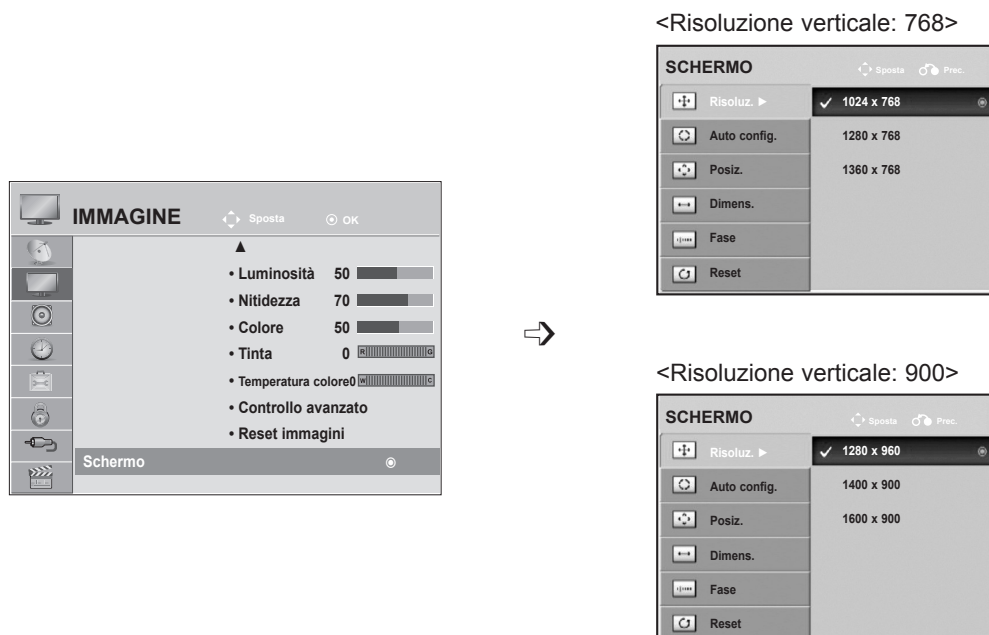 <Risoluzione verticale: 768>
SCHERMO Sposta Prec.
Risoluz. ► ✓ 1024 x 768
Auto config. 1280 x 768
Posiz. 1360 x 768
Dimens.
Fase
Reset
IMMAGINE Sposta OK
▲
• Luminosità 50
• Nitidezza 70
• Colore 50
• Tinta 0 R G
• Temperatura colore0 W C
• Controllo avanzato
• Reset immagini
Schermo
<Risoluzione verticale: 900>
SCHERMO Sposta Prec.
Risoluz. ► ✓ 1280 x 960
Auto config. 1400 x 900
Posiz. 1600 x 900
Dimens.
Fase
Reset